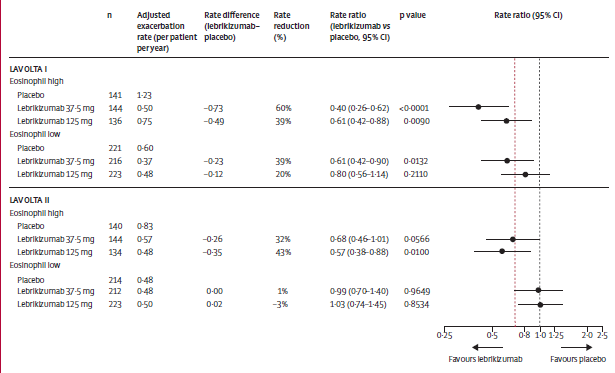 n Adjusted exacerbation rate (per patient per year) Rate difference (lebrikizumab–placebo) Rate reduction (%) Rate ratio (lebrikizumab vs placebo, 95% CI) p value Rate ratio (95% CI)
LAVOLTA I
Eosinophil high
Placebo 141 1·23
Lebrikizumab 37·5 mg 144 0·50 –0·73 60% 0·40 (0·26–0·62) <0·0001
Lebrikizumab 125 mg 136 0·75 –0·49 39% 0·61 (0·42–0·88) 0·0090
Eosinophil low
Placebo 221 0·60
Lebrikizumab 37·5 mg 216 0·37 –0·23 39% 0·61 (0·42–0·90) 0·0132
Lebrikizumab 125 mg 223 0·48 –0·12 20% 0·80 (0·56–1·14) 0·2110
LAVOLTA II
Eosinophil high
Placebo 140 0·83
Lebrikizumab 37·5 mg 144 0·57 –0·26 32% 0·68 (0·46–1·01) 0·0566
Lebrikizumab 125 mg 134 0·48 –0·35 43% 0·57 (0·38–0·88) 0·0100
Eosinophil low
Placebo 214 0·48
Lebrikizumab 37·5 mg 212 0·48 0·00 1% 0·99 (0·70–1·40) 0·9649
Lebrikizumab 125 mg 223 0·50 0·02 –3% 1·03 (0·74–1·45) 0·8534
0·25 0·5 0·8 1·0 1·25 2·0 2·5
Favours lebrikizumab Favours placebo